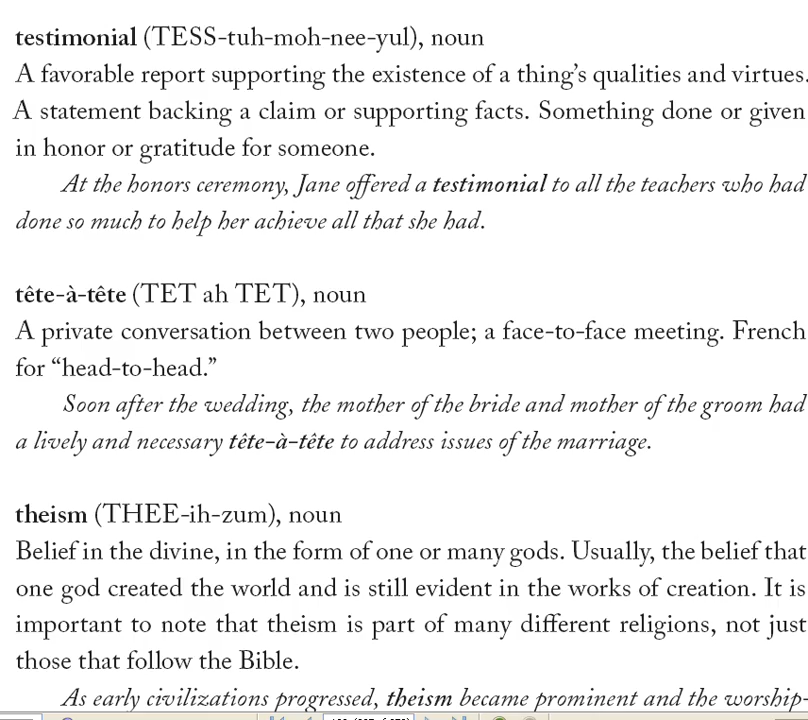 testimonial (TESS-tuh-moh-nee-yul), noun
A favorable report supporting the existence of a thing’s qualities and virtues.
A statement backing a claim or supporting facts. Something done or given
in honor or gratitude for someone.
At the honors ceremony, Jane offered a testimonial to all the teachers who had
done so much to help her achieve all that she had.
tête-à-tête (TET ah TET), noun
A private conversation between two people; a face-to-face meeting. French
for “head-to-head.”
Soon after the wedding, the mother of the bride and mother of the groom had
a lively and necessary tête-à-tête to address issues of the marriage.
theism (THEE-ih-zum), noun
Belief in the divine, in the form of one or many gods. Usually, the belief that
one god created the world and is still evident in the works of creation. It is
important to note that theism is part of many different religions, not just
those that follow the Bible.
As early civilizations progressed, theism became prominent and the worship-